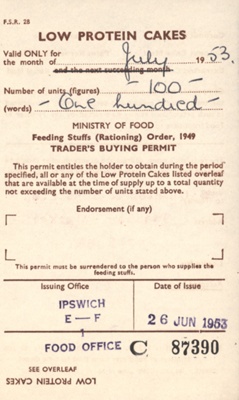 F.S.R. 28
LOW PROTEIN CAKES
Valid ONLY for
the month of July 1953.
and the next succeeding month
Number of units (figures) - 100 -
(words) - One hundred -
MINISTRY OF FOOD
Feeding Stuffs (Rationing) Order, 1949
TRADER'S BUYING PERMIT
This permit entitles the holder to obtain during the period
specified, all or any of the Low Protein Cakes listed overleaf
that are available at the time of supply up to a total quantity
not exceeding the number of units stated above.
Endorsement (if any)
This permit must be surrendered to the person who supplies the
feeding stuffs.
Issuing Office
Date of Issue
IPSWICH
E—F
26 JUN 1953
1
FOOD OFFICE C 87390
SEE OVERLEAF
LOW PROTEIN CAKES